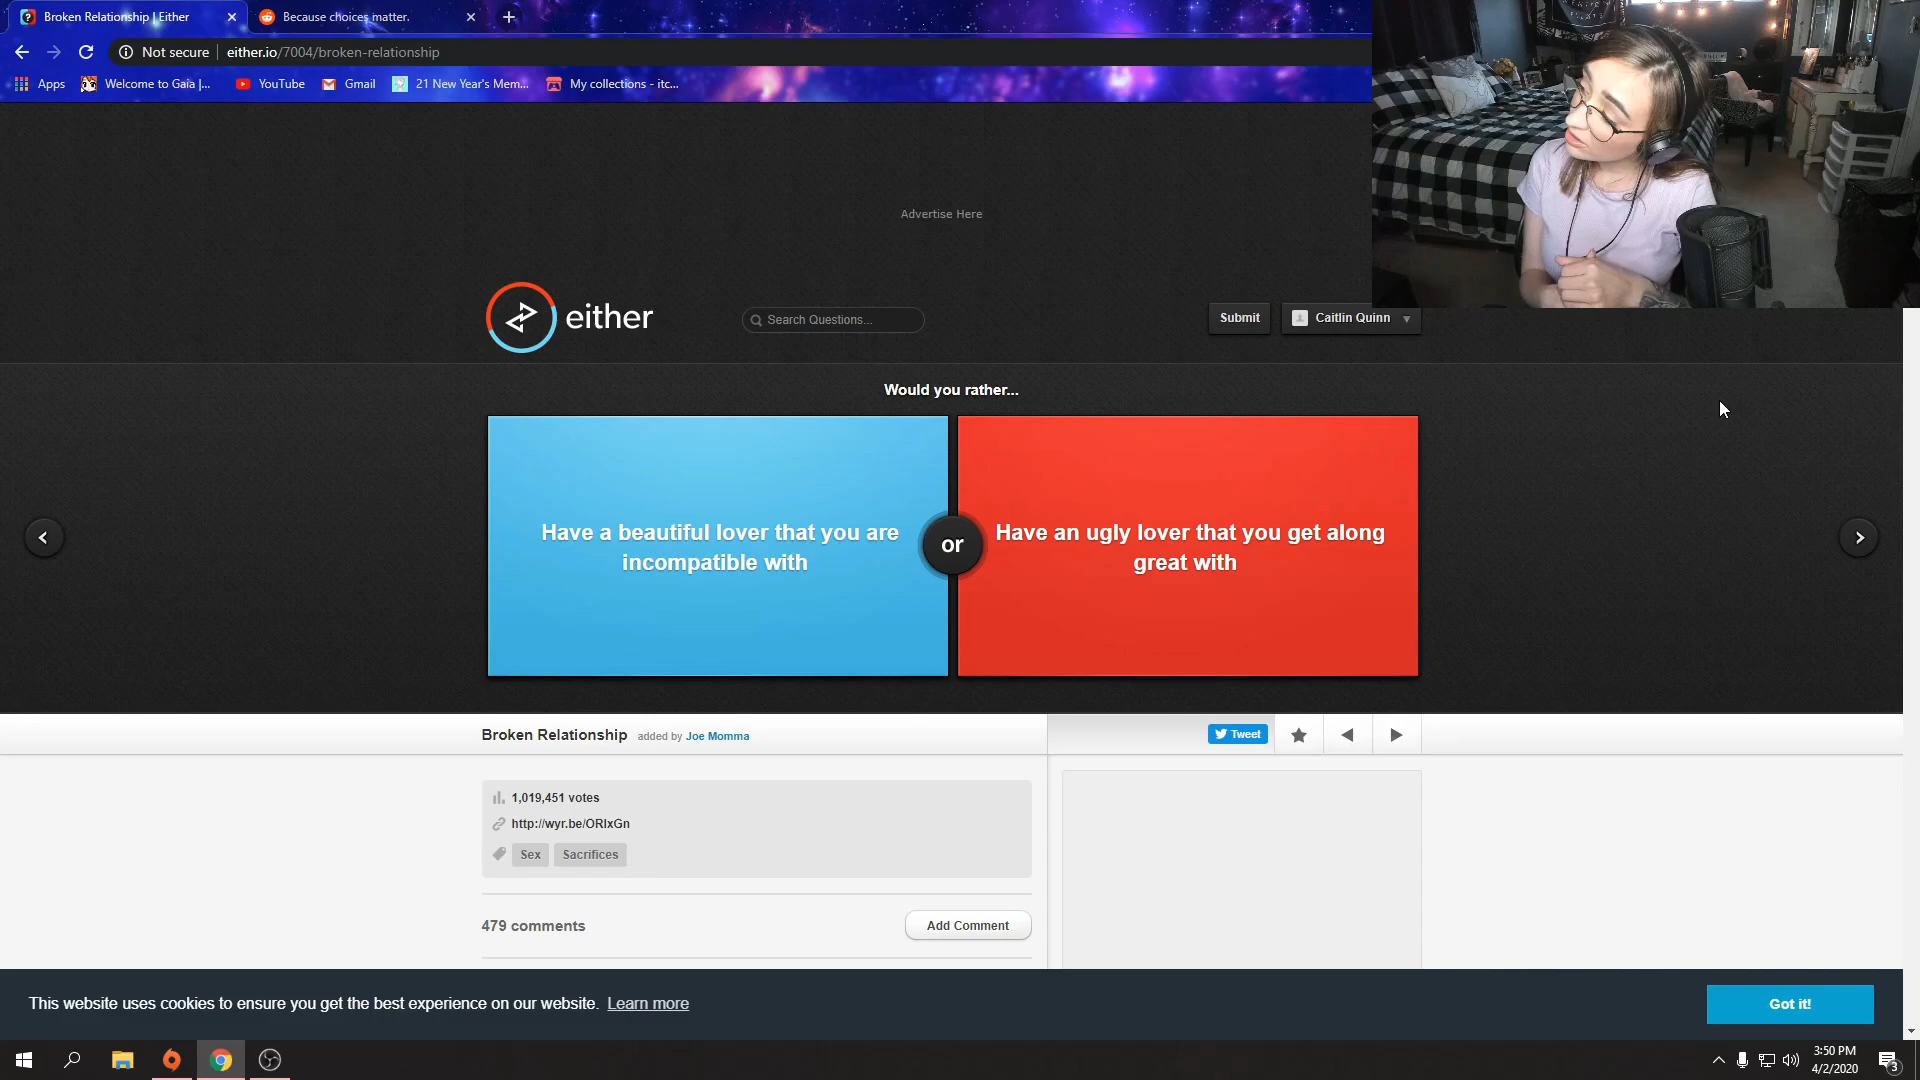 Broken Relationship | Either
Because choices matter.
Not secure
either.io/7004/broken-relationship
Apps
Welcome to Gaia |...
YouTube
Gmail
21 New Year's Mem...
My collections - itc...
Advertise Here
either
Search Questions...
Submit
Caitlin Quinn
Would you rather...
Have a beautiful lover that you are
incompatible with
or
Have an ugly lover that you get along
great with
Broken Relationship
added by Joe Momma
Tweet
1,019,451 votes
http://wyr.be/ORlxGn
Sex
Sacrifices
479 comments
Add Comment
This website uses cookies to ensure you get the best experience on our website. Learn more
Got it!
3:50 PM
4/2/2020
3